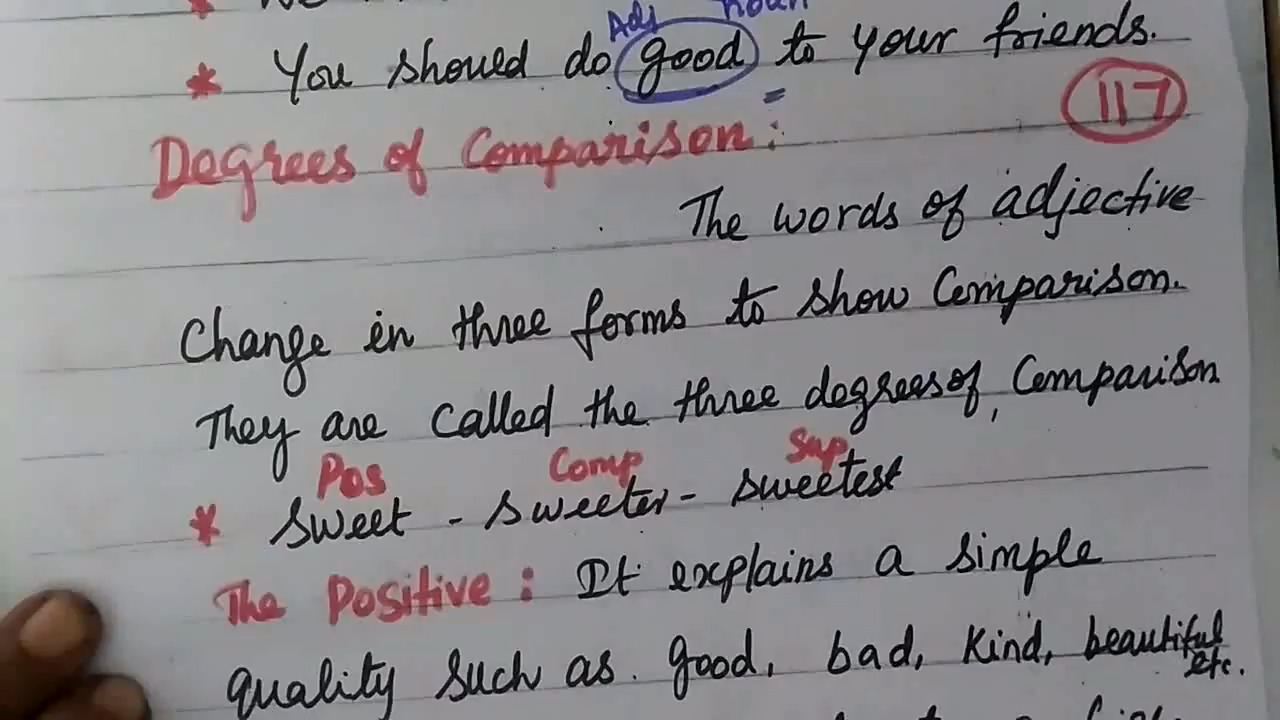 Adj noun
* You should do good to your friends.
117
Degrees of Comparison:
The words of adjective
Change in three forms to show Comparison.
They are called the three degrees of, Comparison
Pos Comp Sup
* Sweet - sweeter - sweetest
The Positive: It explains a simple
quality such as good, bad, kind, beautiful etc.